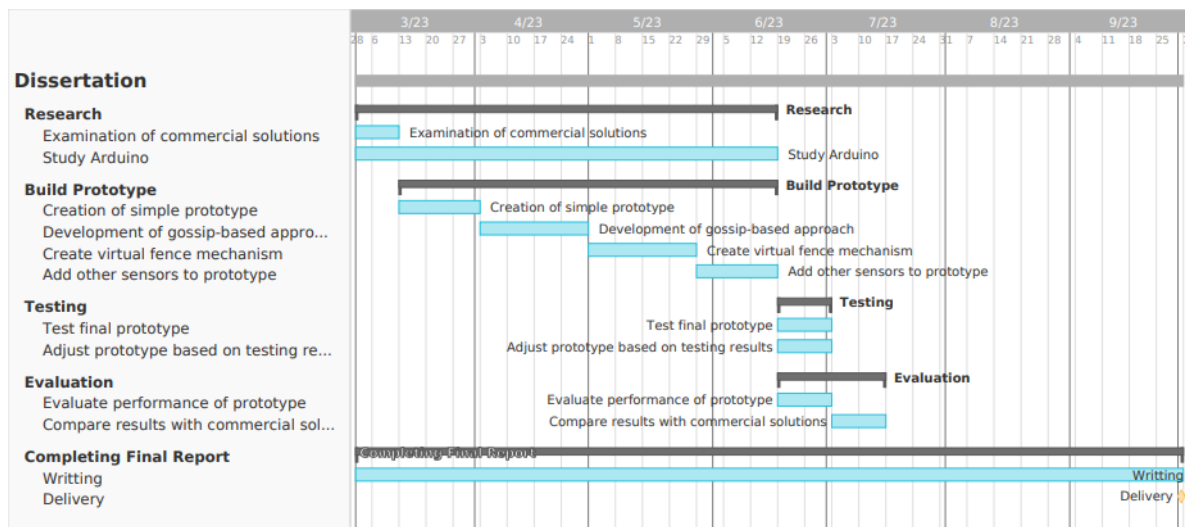 3/23 4/23 5/23 6/23 7/23 8/23 9/23
28 6 13 20 27 3 10 17 24 1 8 15 22 29 5 12 19 26 3 10 17 24 31 7 14 21 28 4 11 18 25
Dissertation
Research Research
Examination of commercial solutions Examination of commercial solutions
Study Arduino Study Arduino
Build Prototype Build Prototype
Creation of simple prototype Creation of simple prototype
Development of gossip-based appro... Development of gossip-based approach
Create virtual fence mechanism Create virtual fence mechanism
Add other sensors to prototype Add other sensors to prototype
Testing Testing
Test final prototype Test final prototype
Adjust prototype based on testing re... Adjust prototype based on testing results
Evaluation Evaluation
Evaluate performance of prototype Evaluate performance of prototype
Compare results with commercial sol... Compare results with commercial solutions
Completing Final Report Completing Final Report
Writting Writting
Delivery Delivery